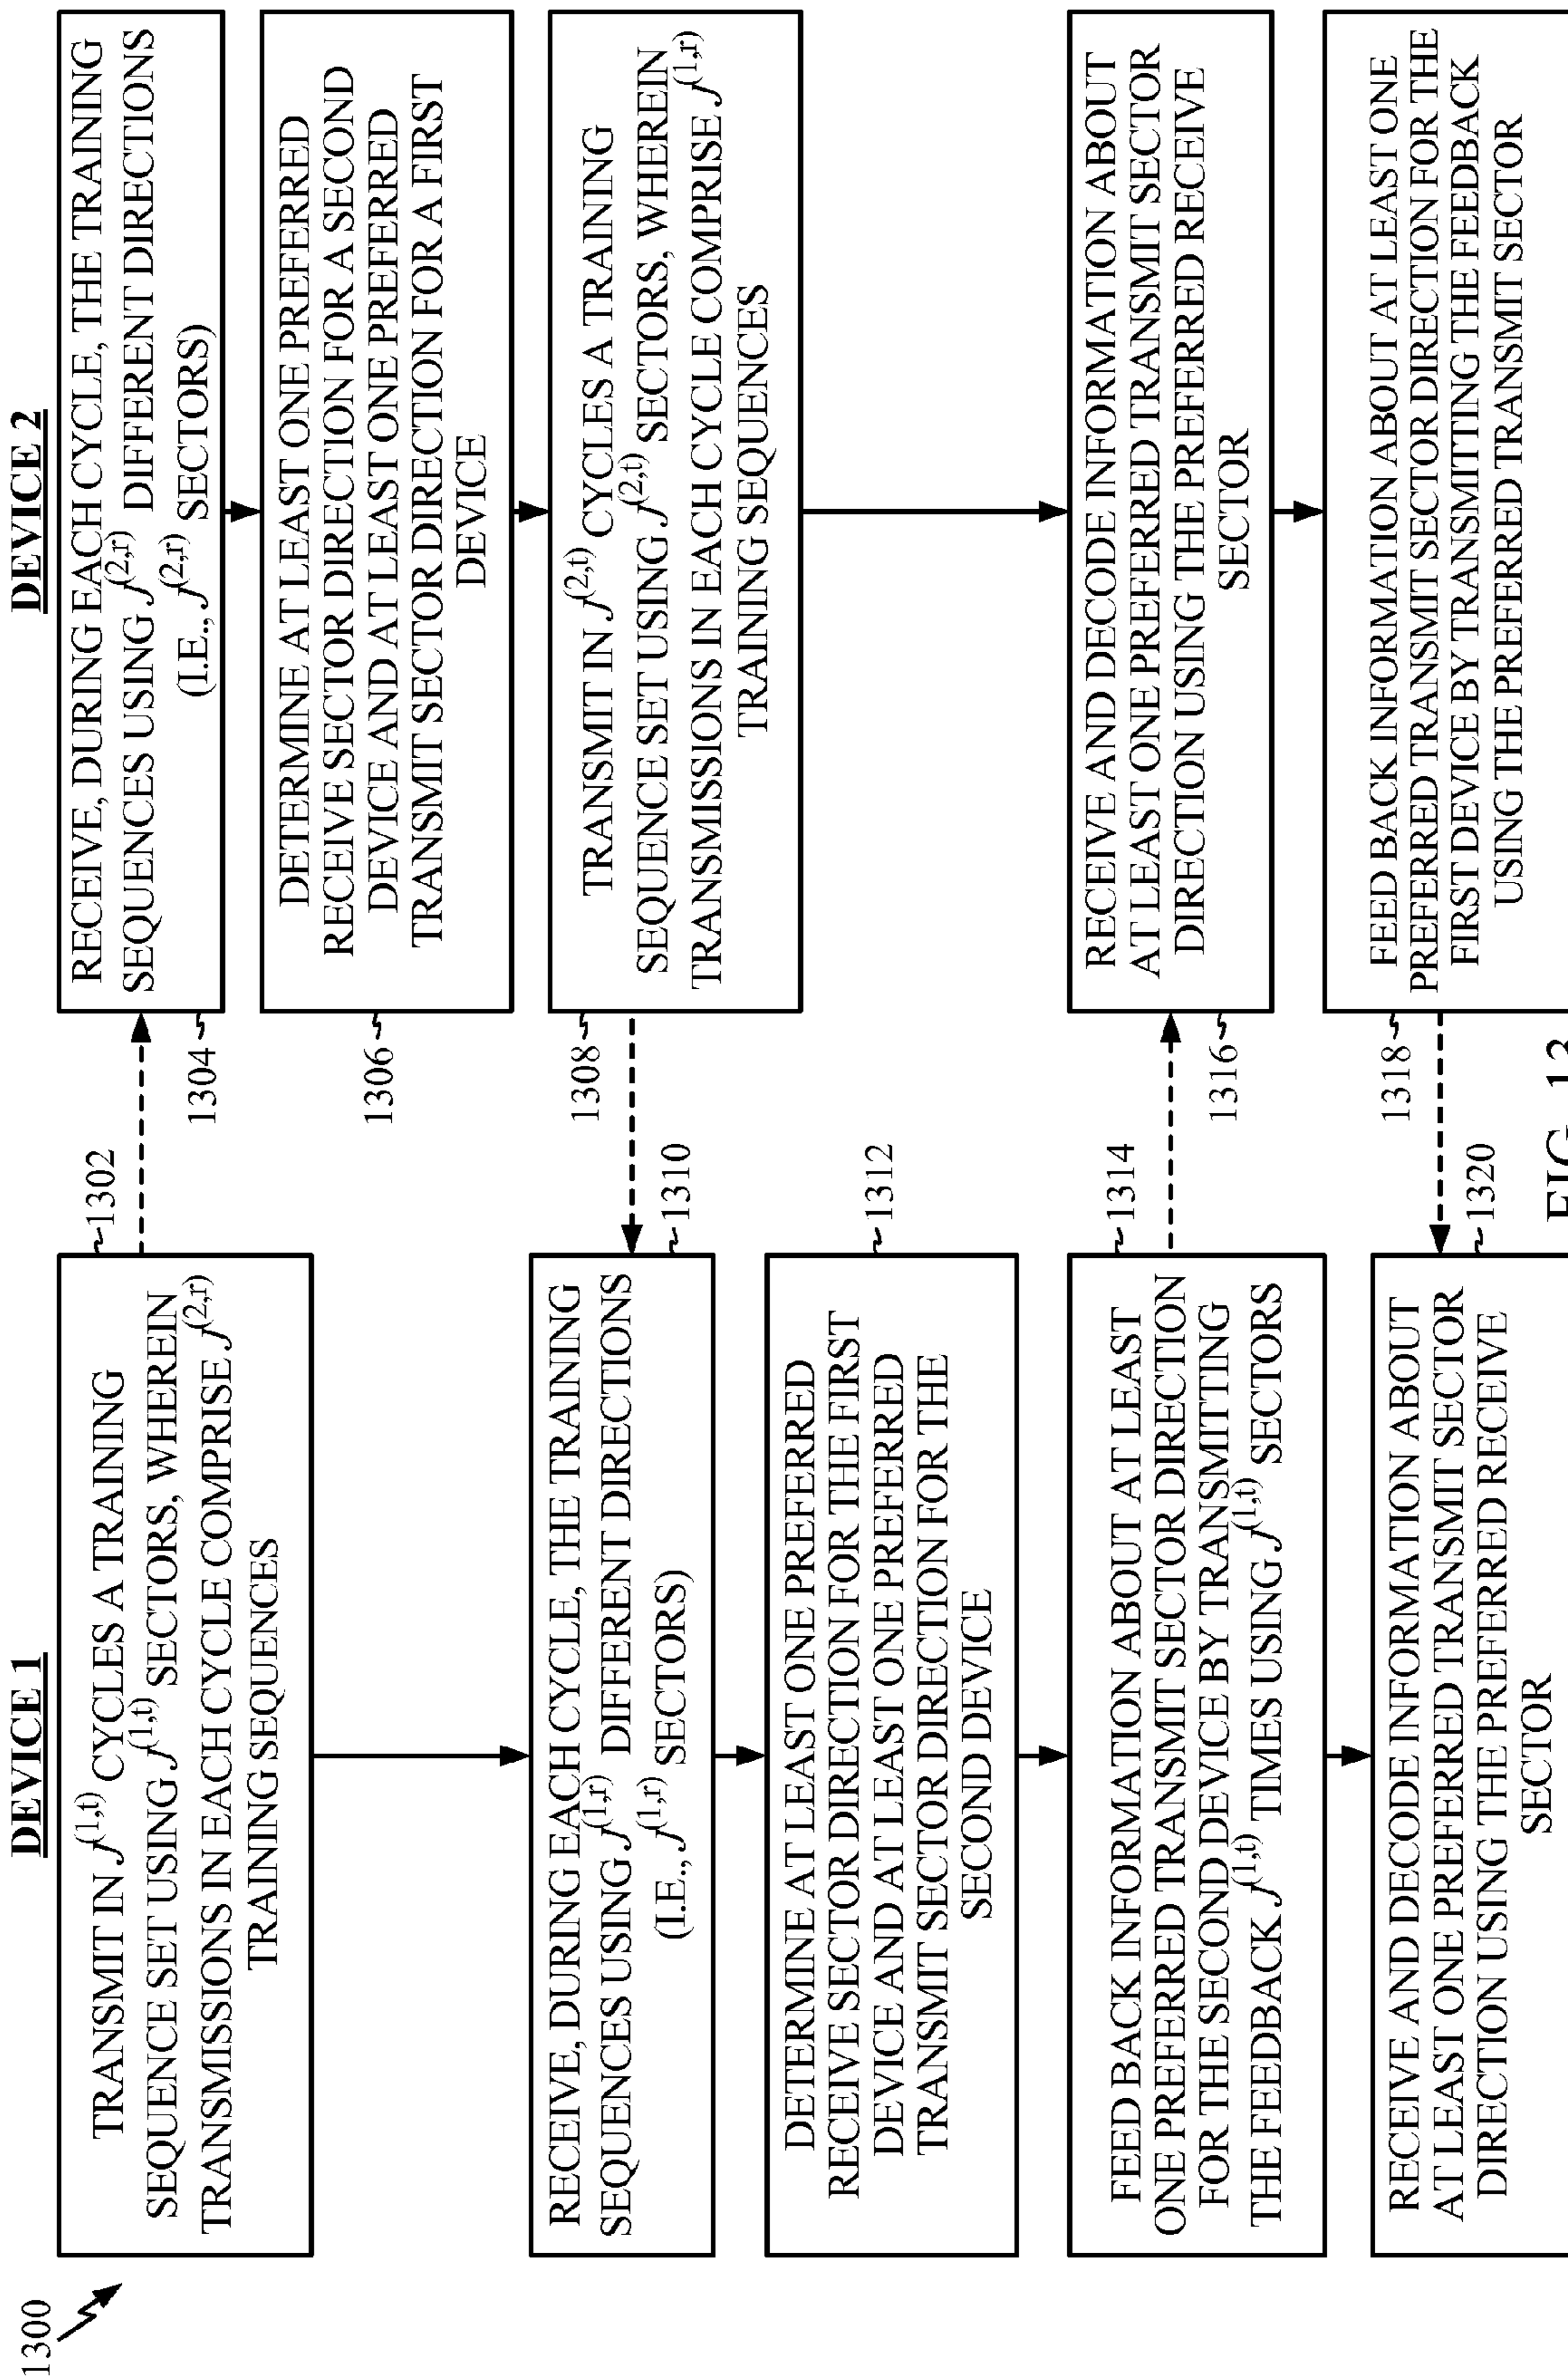 1300
DEVICE 1
TRANSMIT IN J^(1,t) CYCLES A TRAINING
SEQUENCE SET USING J^(1,t) SECTORS, WHEREIN
TRANSMISSIONS IN EACH CYCLE COMPRISE J^(2,r)
TRAINING SEQUENCES
1302
RECEIVE, DURING EACH CYCLE, THE TRAINING
SEQUENCES USING J^(1,r) DIFFERENT DIRECTIONS
(I.E., J^(1,r) SECTORS)
1310
DETERMINE AT LEAST ONE PREFERRED
RECEIVE SECTOR DIRECTION FOR THE FIRST
DEVICE AND AT LEAST ONE PREFERRED
TRANSMIT SECTOR DIRECTION FOR THE
SECOND DEVICE
1312
FEED BACK INFORMATION ABOUT AT LEAST
ONE PREFERRED TRANSMIT SECTOR DIRECTION
FOR THE SECOND DEVICE BY TRANSMITTING
THE FEEDBACK J^(1,t) TIMES USING J^(1,t) SECTORS
1314
RECEIVE AND DECODE INFORMATION ABOUT
AT LEAST ONE PREFERRED TRANSMIT SECTOR
DIRECTION USING THE PREFERRED RECEIVE
SECTOR
1320
DEVICE 2
RECEIVE, DURING EACH CYCLE, THE TRAINING
SEQUENCES USING J^(2,r) DIFFERENT DIRECTIONS
(I.E., J^(2,r) SECTORS)
1304
DETERMINE AT LEAST ONE PREFERRED
RECEIVE SECTOR DIRECTION FOR A SECOND
DEVICE AND AT LEAST ONE PREFERRED
TRANSMIT SECTOR DIRECTION FOR A FIRST
DEVICE
1306
TRANSMIT IN J^(2,t) CYCLES A TRAINING
SEQUENCE SET USING J^(2,t) SECTORS, WHEREIN
TRANSMISSIONS IN EACH CYCLE COMPRISE J^(1,r)
TRAINING SEQUENCES
1308
RECEIVE AND DECODE INFORMATION ABOUT
AT LEAST ONE PREFERRED TRANSMIT SECTOR
DIRECTION USING THE PREFERRED RECEIVE
SECTOR
1316
FEED BACK INFORMATION ABOUT AT LEAST ONE
PREFERRED TRANSMIT SECTOR DIRECTION FOR THE
FIRST DEVICE BY TRANSMITTING THE FEEDBACK
USING THE PREFERRED TRANSMIT SECTOR
1318
FIG. 13